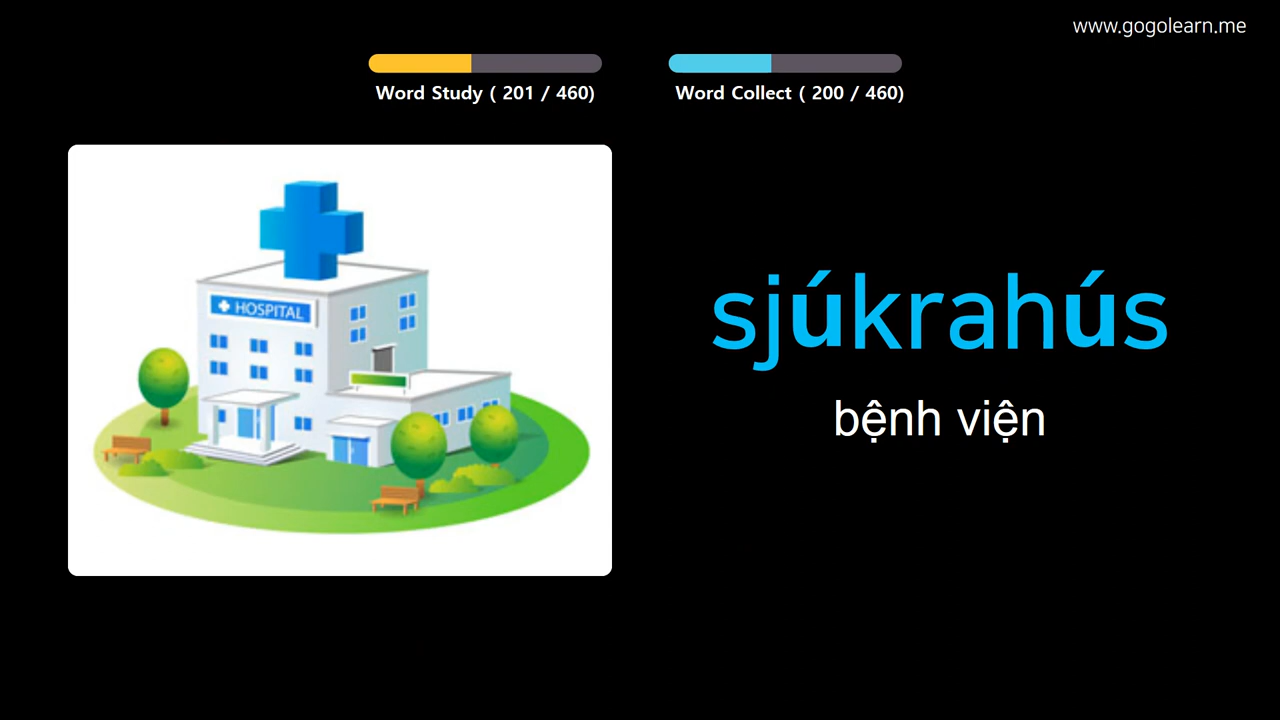 www.gogolearn.me
Word Study ( 201 / 460)
Word Collect ( 200 / 460)
HOSPITAL
sjúkrahús
bệnh viện